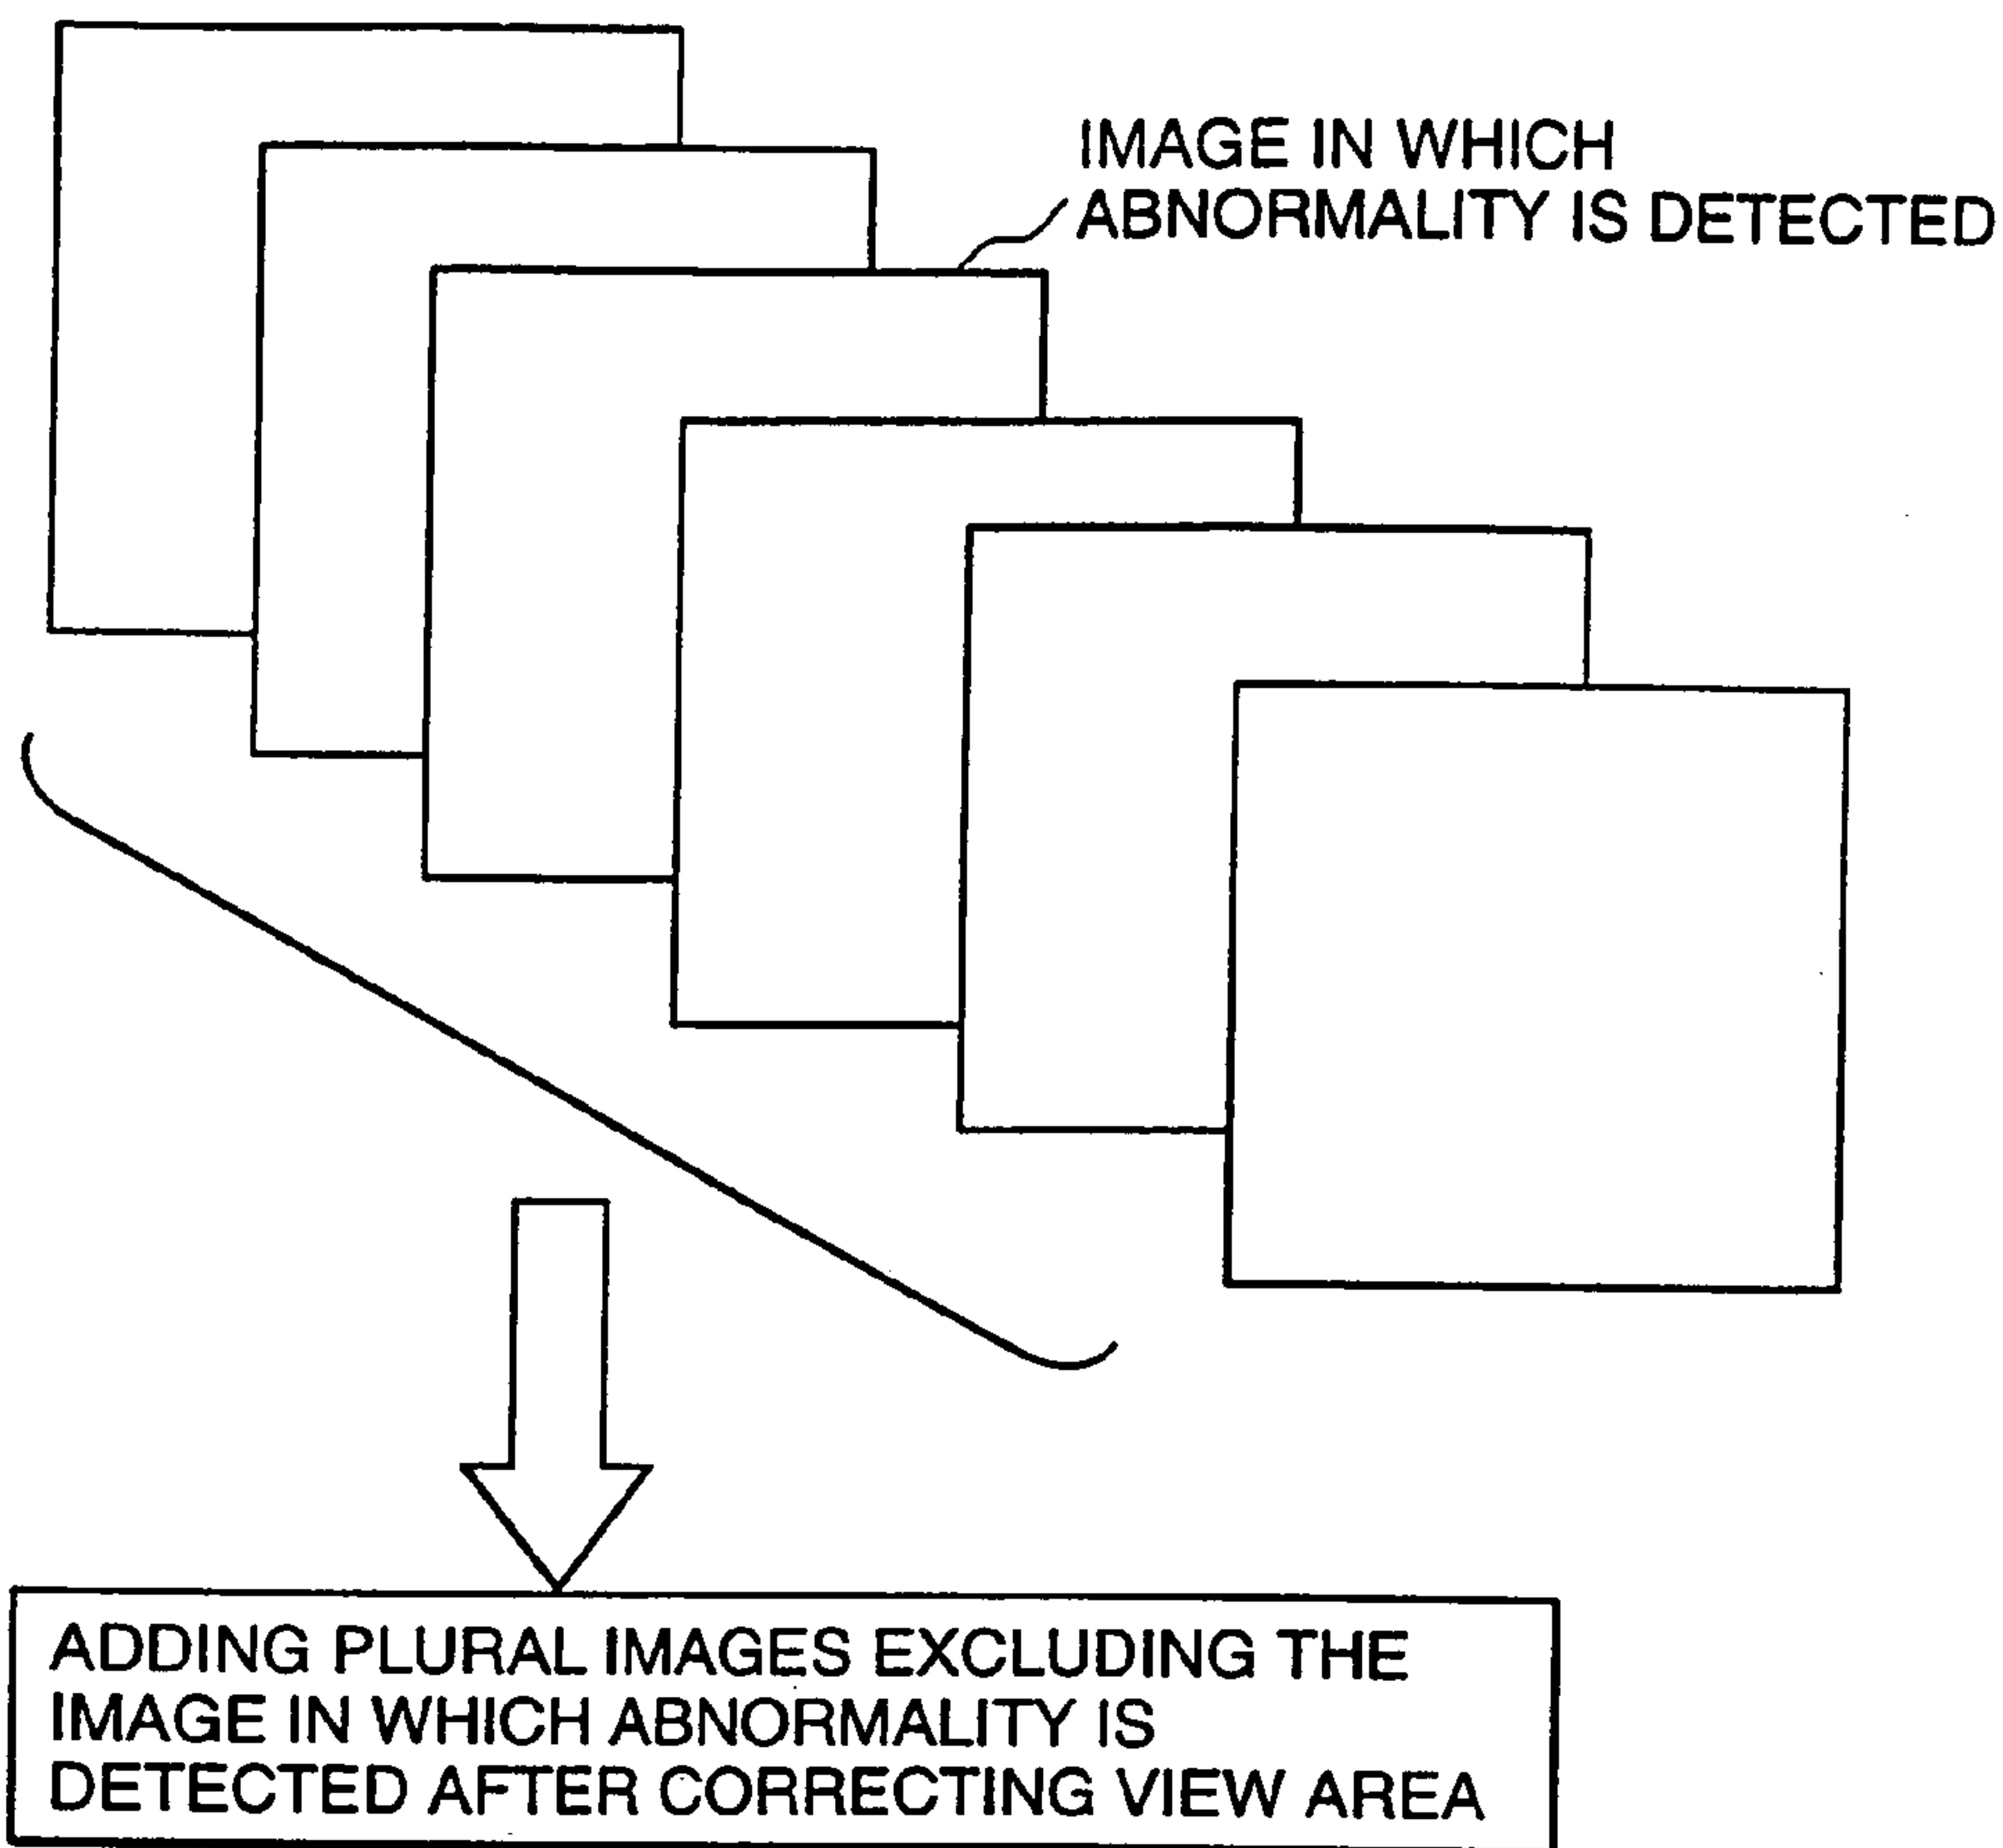 IMAGE IN WHICH
ABNORMALITY IS DETECTED
ADDING PLURAL IMAGES EXCLUDING THE
IMAGE IN WHICH ABNORMALITY IS
DETECTED AFTER CORRECTING VIEW AREA